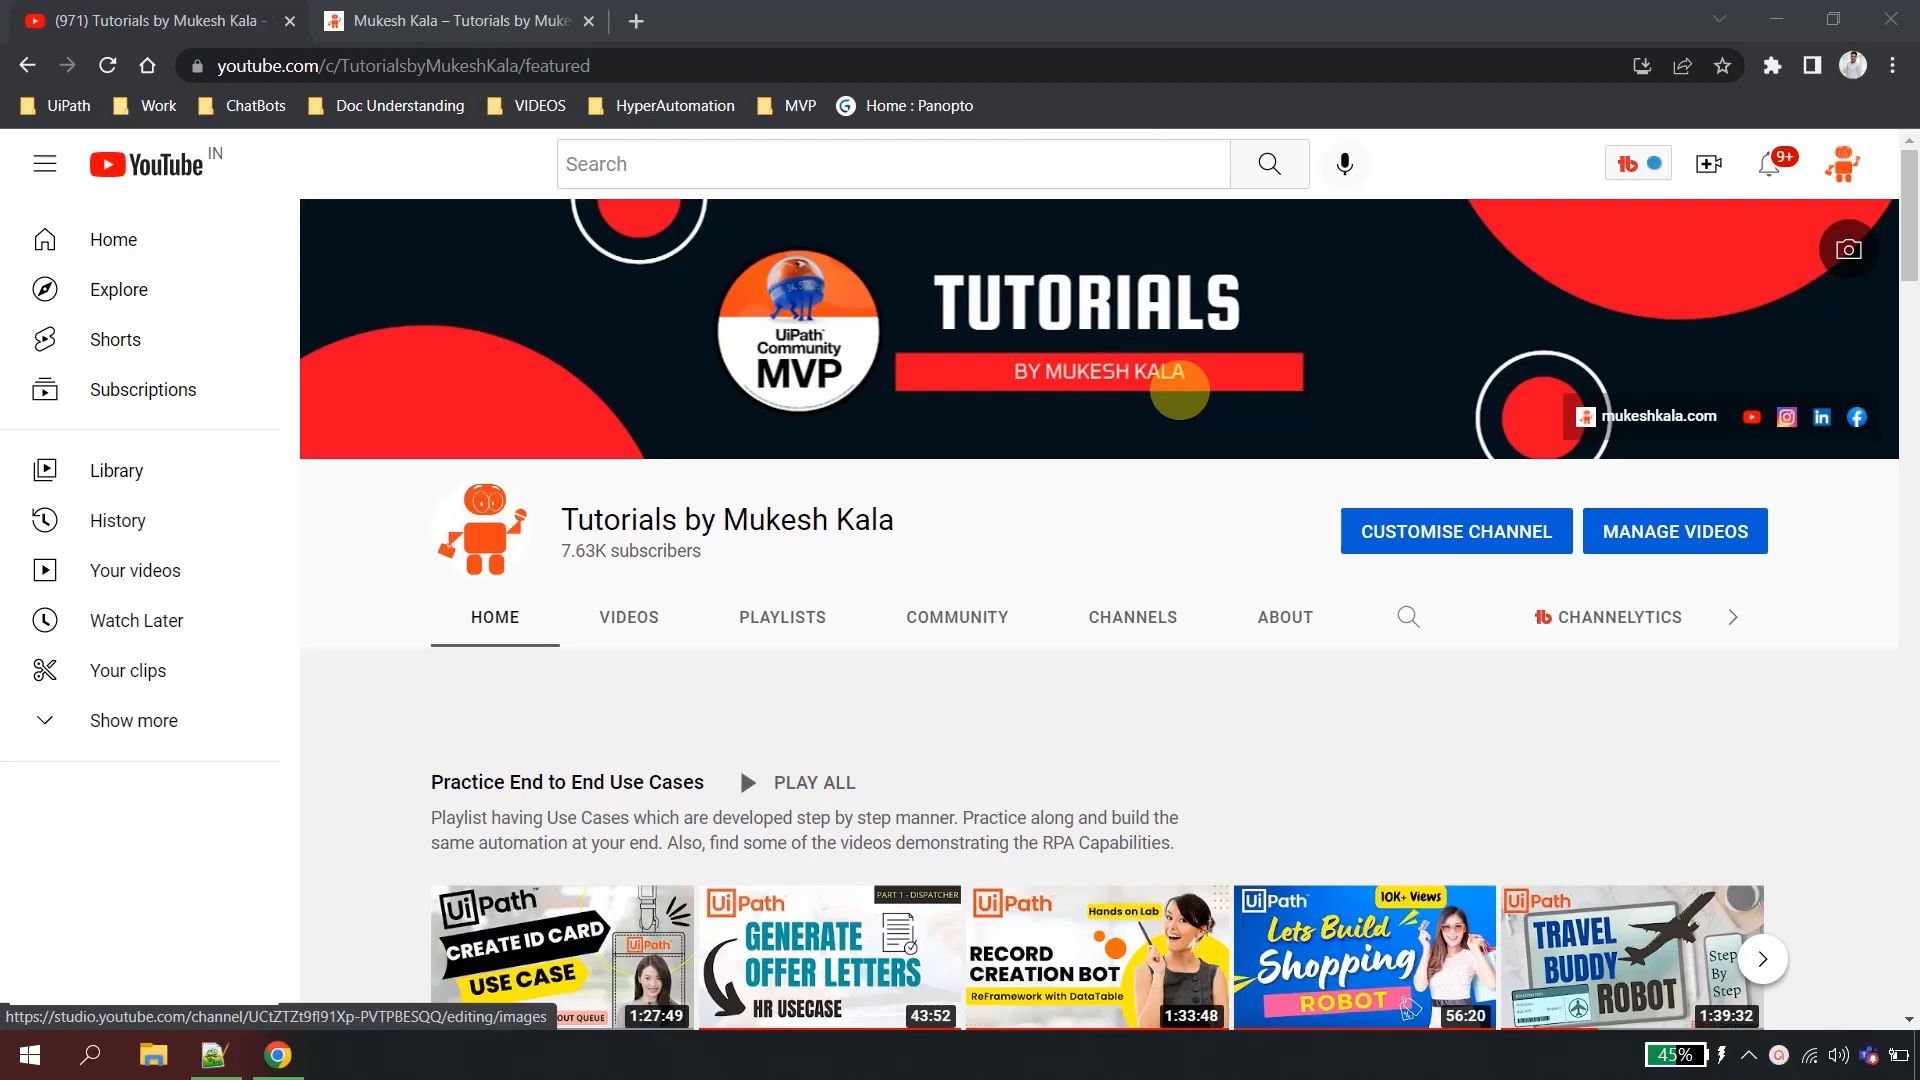 (971) Tutorials by Mukesh Kala -
Mukesh Kala – Tutorials by Muke
youtube.com/c/TutorialsbyMukeshKala/featured
UiPath
Work
ChatBots
Doc Understanding
VIDEOS
HyperAutomation
MVP
Home : Panopto
YouTube IN
Search
9+
Home
Explore
Shorts
Subscriptions
Library
History
Your videos
Watch Later
Your clips
Show more
UiPath
Community
MVP
TUTORIALS
BY MUKESH KALA
mukeshkala.com
Tutorials by Mukesh Kala
7.63K subscribers
CUSTOMISE CHANNEL
MANAGE VIDEOS
HOME
VIDEOS
PLAYLISTS
COMMUNITY
CHANNELS
ABOUT
CHANNELYTICS
Practice End to End Use Cases
PLAY ALL
Playlist having Use Cases which are developed step by step manner. Practice along and build the
same automation at your end. Also, find some of the videos demonstrating the RPA Capabilities.
UiPath
CREATE ID CARD
USE CASE
UiPath
OUT QUEUE
1:27:49
UiPath
PART 1 - DISPATCHER
GENERATE
OFFER LETTERS
HR USECASE
43:52
UiPath
Hands on Lab
RECORD
CREATION BOT
ReFramework with DataTable
1:33:48
UiPath
10K+ Views
Lets Build
Shopping
ROBOT
56:20
UiPath
TRAVEL
BUDDY
ROBOT
Step
By
Step
1:39:32
https://studio.youtube.com/channel/UCtZTZt9fl91Xp-PVTPBESQQ/editing/images
45%